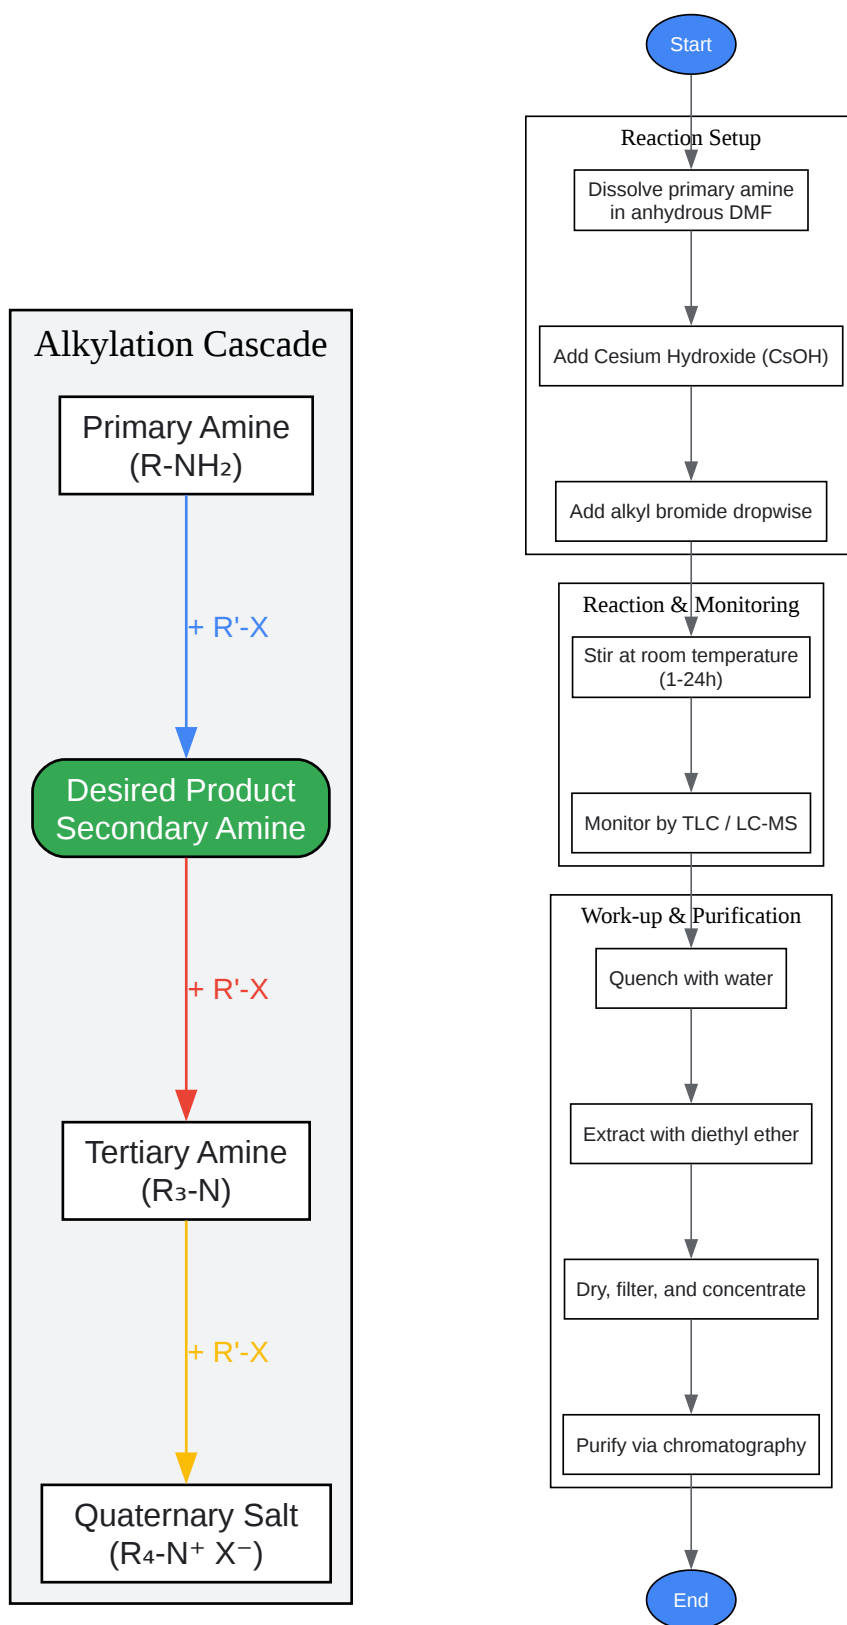 Alkylation Cascade
Primary Amine
(R-NH₂)
+ R'-X
Desired Product
Secondary Amine
+ R'-X
Tertiary Amine
(R₃-N)
+ R'-X
Quaternary Salt
(R₄-N⁺ X⁻)
Start
Reaction Setup
Dissolve primary amine
in anhydrous DMF
Add Cesium Hydroxide (CsOH)
Add alkyl bromide dropwise
Reaction & Monitoring
Stir at room temperature
(1-24h)
Monitor by TLC / LC-MS
Work-up & Purification
Quench with water
Extract with diethyl ether
Dry, filter, and concentrate
Purify via chromatography
End